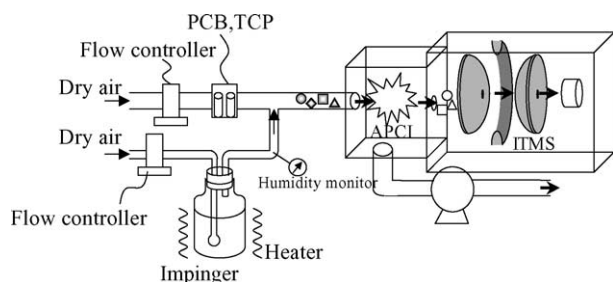 PCB,TCP
Flow controller
Dry air
APCI
ITMS
Dry air
Humidity monitor
Flow controller
Heater
Impinger